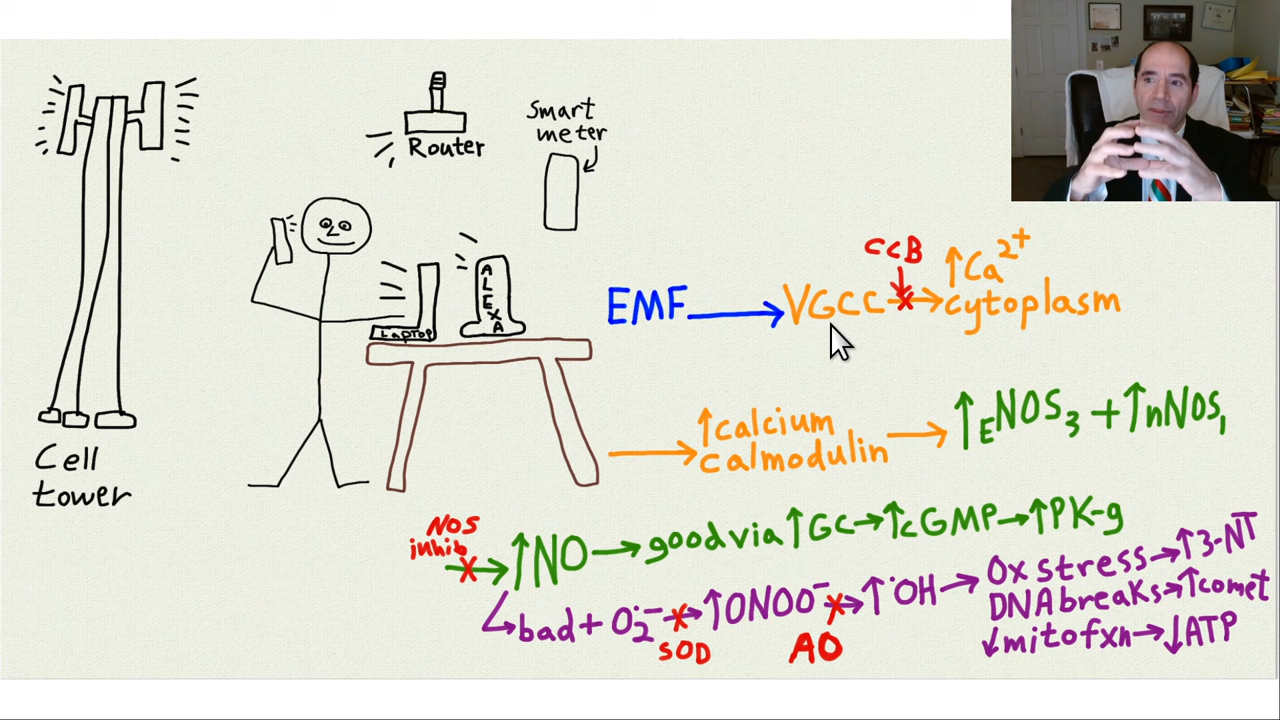 Smart
meter
Router
ALEXA
LAPTOP
Cell
tower
CCB
EMF → VGCC → ↑Ca²⁺
cytoplasm
→ ↑calcium
calmodulin → ↑ENOS₃ + ↑nNOS₁
NOS
inhib
→ ↑NO → good via ↑GC → ↑cGMP → ↑PK-g
↳ bad + O₂•⁻ → ↑ONOO⁻ → ↑•OH → Ox stress → ↑3-NT
DNA breaks → ↑comet
↓mitofxn → ↓ATP
SOD
AO